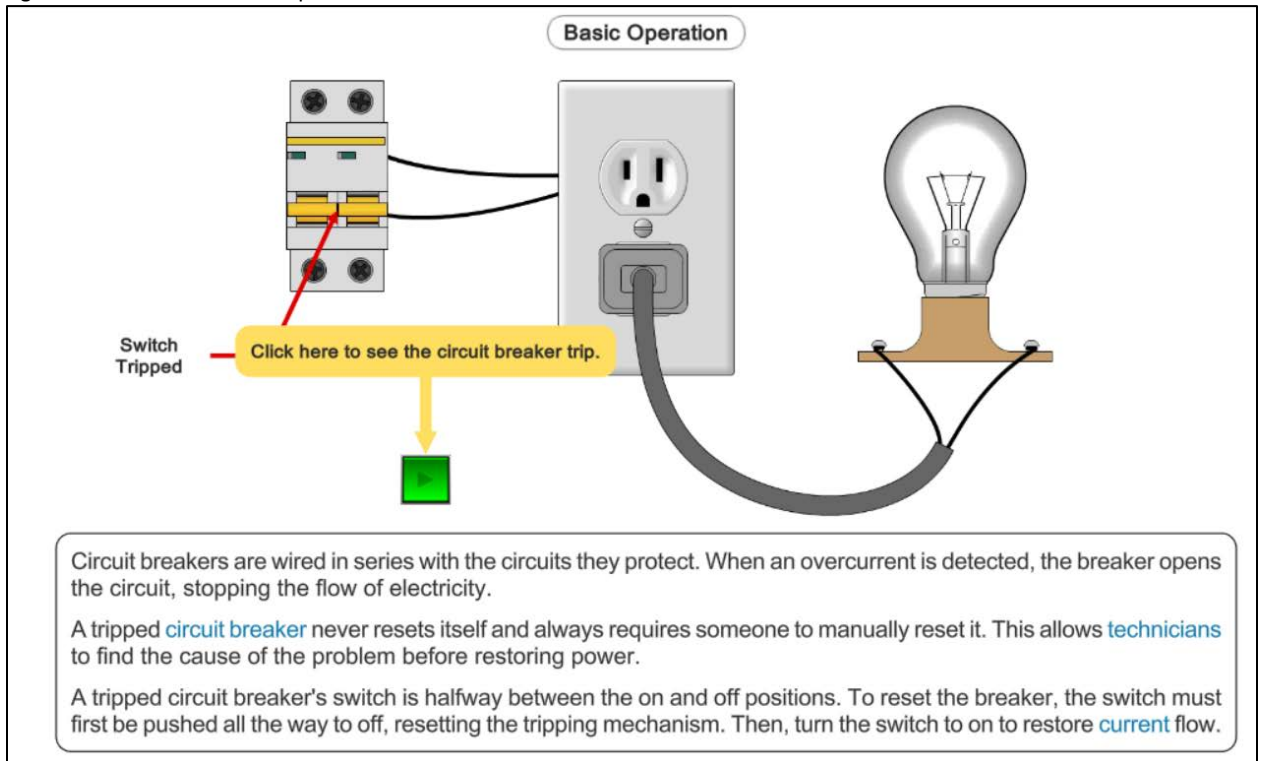 Basic Operation
Switch
Tripped
Click here to see the circuit breaker trip.
Circuit breakers are wired in series with the circuits they protect. When an overcurrent is detected, the breaker opens
the circuit, stopping the flow of electricity.
A tripped circuit breaker never resets itself and always requires someone to manually reset it. This allows technicians
to find the cause of the problem before restoring power.
A tripped circuit breaker's switch is halfway between the on and off positions. To reset the breaker, the switch must
first be pushed all the way to off, resetting the tripping mechanism. Then, turn the switch to on to restore current flow.